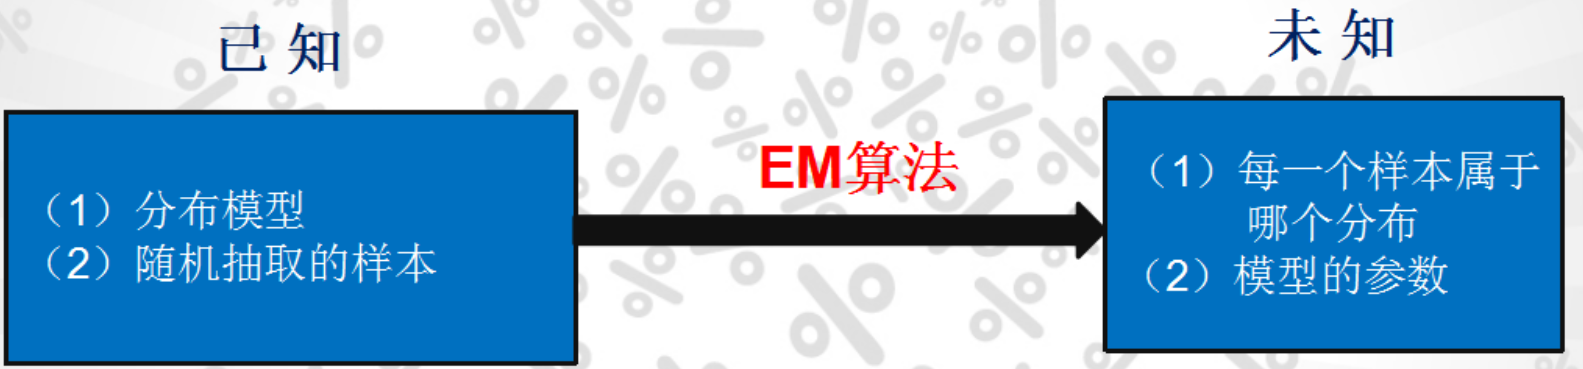 已 知
未 知
（1）分布模型
（2）随机抽取的样本
EM算法
（1）每一个样本属于
哪个分布
（2）模型的参数